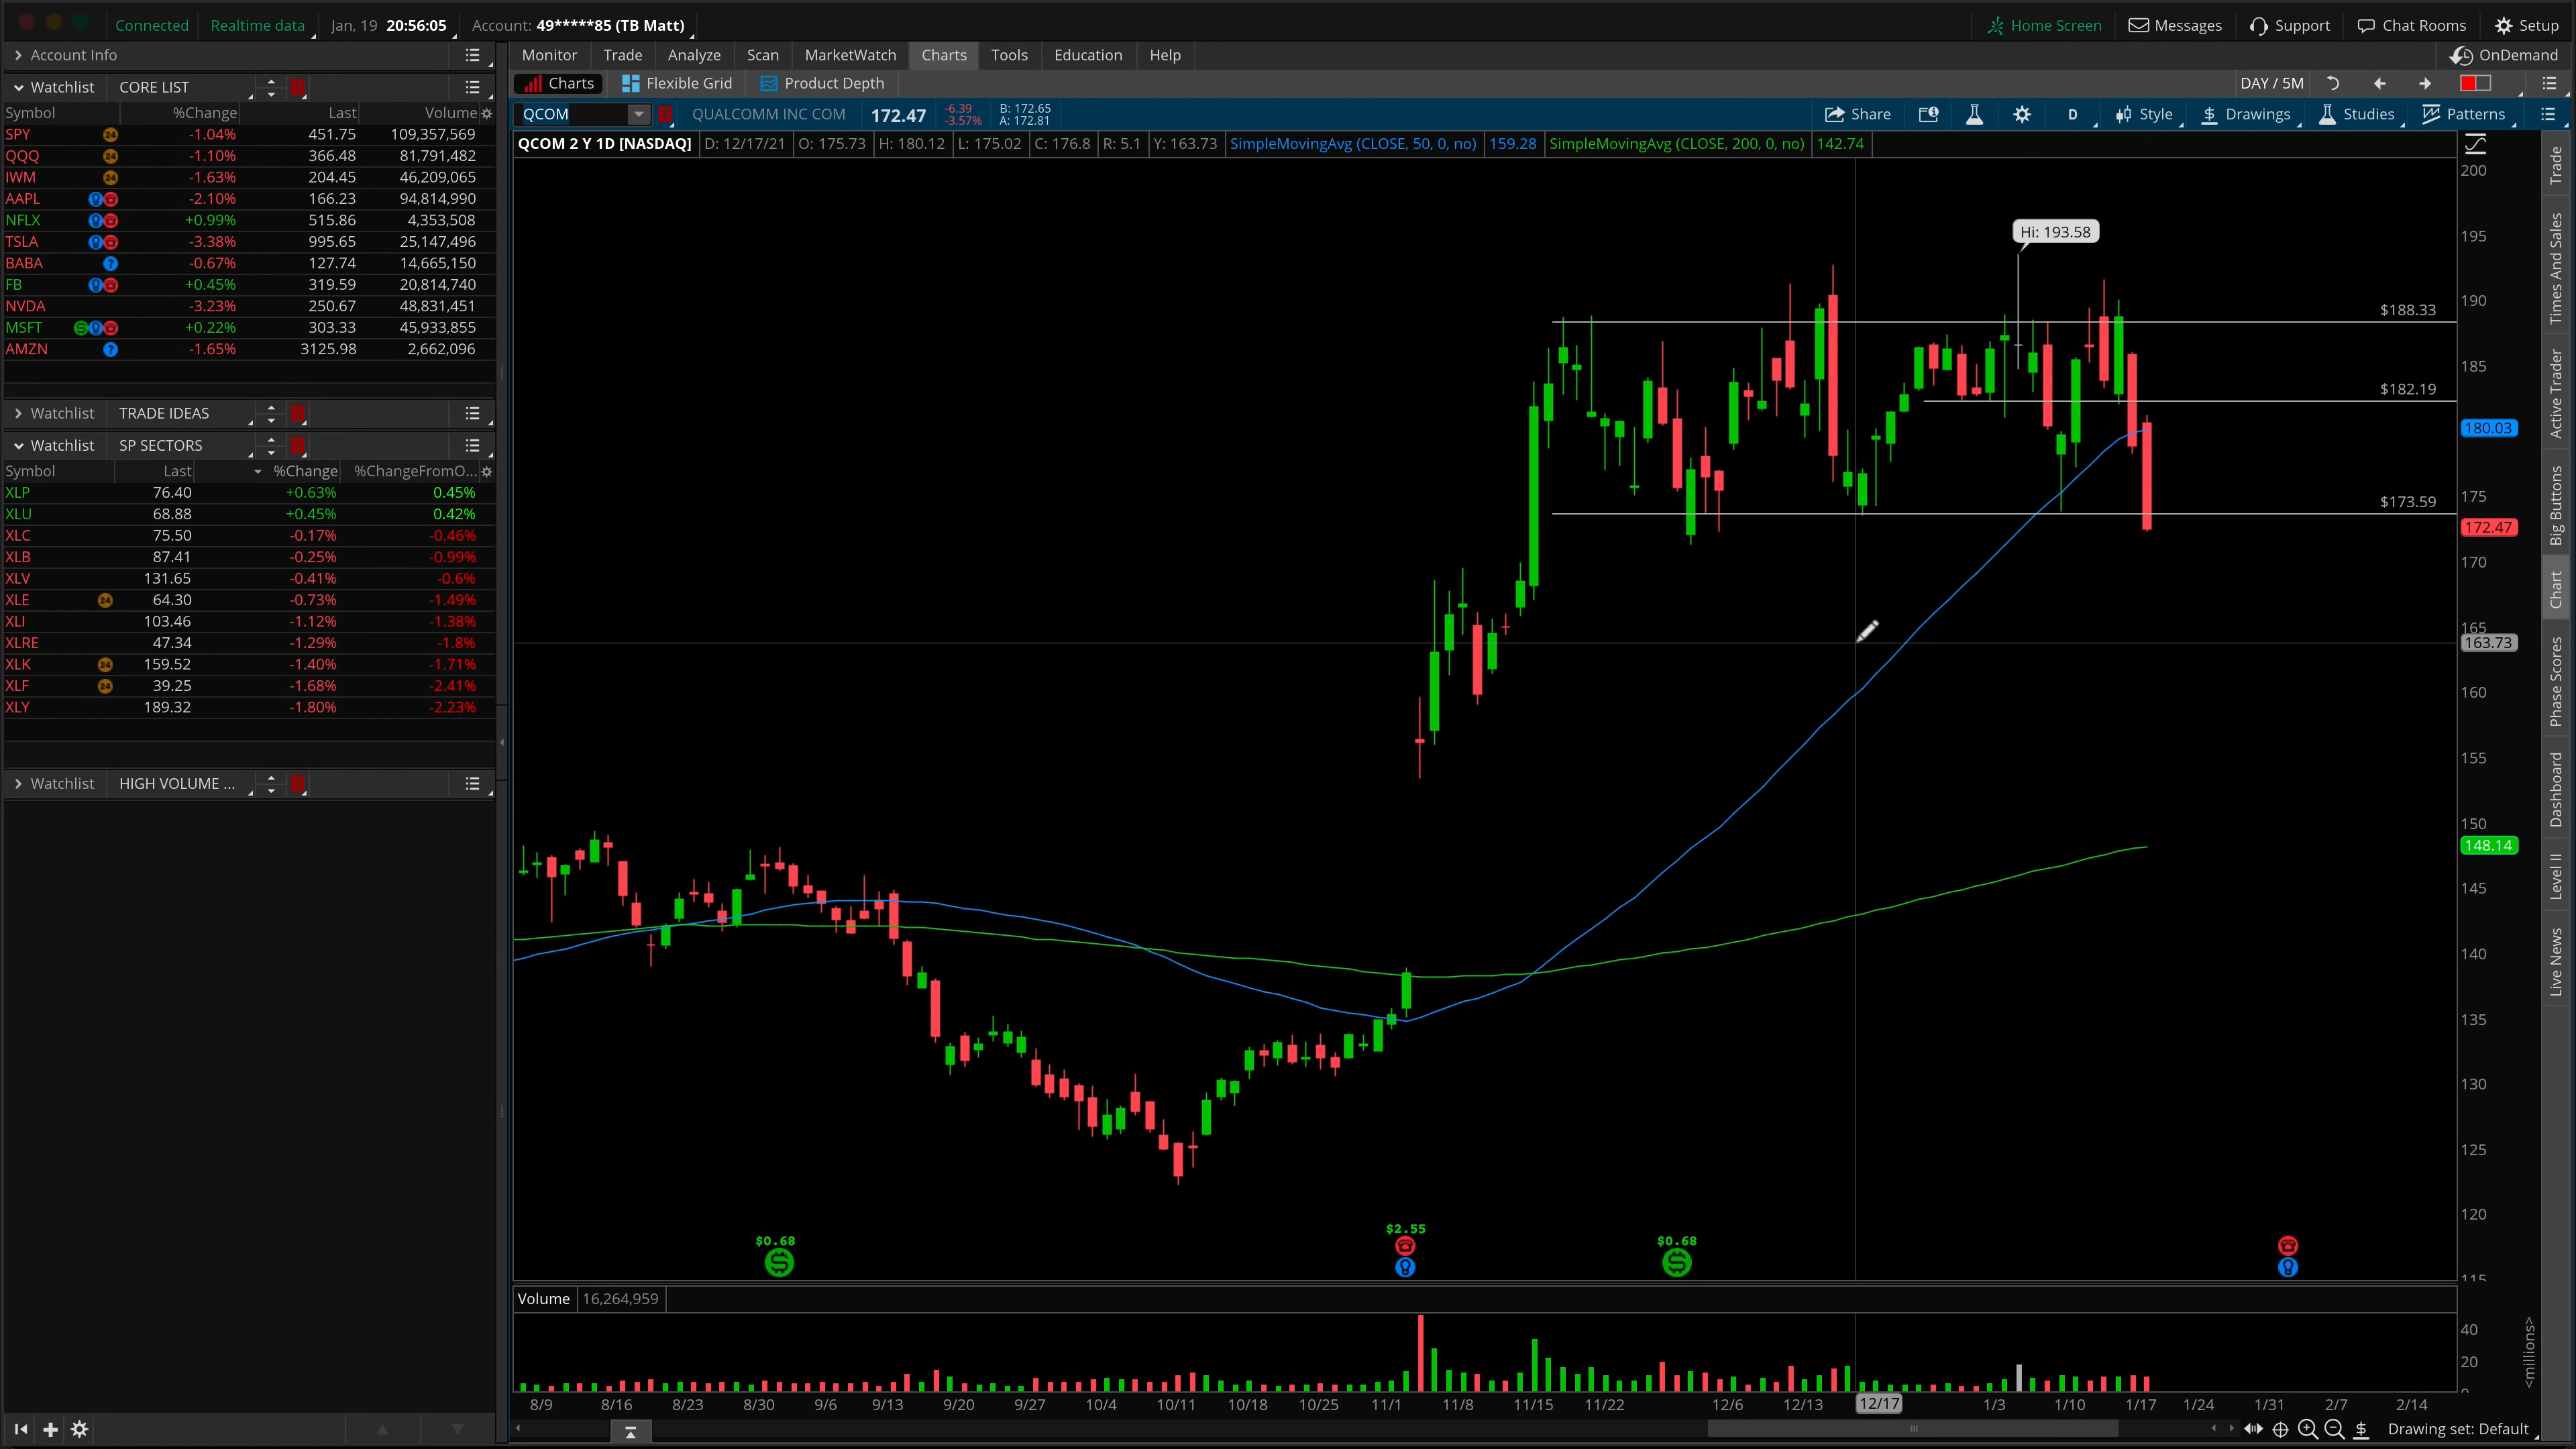 Connected Realtime data Jan, 19 20:56:05 Account: 49*****85 (TB Matt) Home Screen Messages Support Chat Rooms Setup
Account Info
Monitor Trade Analyze Scan MarketWatch Charts Tools Education Help OnDemand
Watchlist CORE LIST
Charts Flexible Grid Product Depth DAY / 5M
Symbol %Change Last Volume
QCOM QUALCOMM INC COM 172.47 -6.39 -3.57% B: 172.65 A: 172.81 Share D Style Drawings Studies Patterns
SPY 24 -1.04% 451.75 109,357,569
QQQ 24 -1.10% 366.48 81,791,482
IWM 24 -1.63% 204.45 46,209,065
AAPL -2.10% 166.23 94,814,990
NFLX +0.99% 515.86 4,353,508
TSLA -3.38% 995.65 25,147,496
BABA ? -0.67% 127.74 14,665,150
FB +0.45% 319.59 20,814,740
NVDA -3.23% 250.67 48,831,451
MSFT +0.22% 303.33 45,933,855
AMZN ? -1.65% 3125.98 2,662,096
Watchlist TRADE IDEAS
Watchlist SP SECTORS
Symbol Last %Change %ChangeFromO...
XLP 76.40 +0.63% 0.45%
XLU 68.88 +0.45% 0.42%
XLC 75.50 -0.17% -0.46%
XLB 87.41 -0.25% -0.99%
XLV 131.65 -0.41% -0.6%
XLE 24 64.30 -0.73% -1.49%
XLI 103.46 -1.12% -1.38%
XLRE 47.34 -1.29% -1.8%
XLK 24 159.52 -1.40% -1.71%
XLF 24 39.25 -1.68% -2.41%
XLY 189.32 -1.80% -2.23%
Watchlist HIGH VOLUME ...
QCOM 2 Y 1D [NASDAQ] D: 12/17/21 O: 175.73 H: 180.12 L: 175.02 C: 176.8 R: 5.1 Y: 163.73 SimpleMovingAvg (CLOSE, 50, 0, no) 159.28 SimpleMovingAvg (CLOSE, 200, 0, no) 142.74
200
Hi: 193.58
195
190
$188.33
185
$182.19
180.03
175
$173.59
172.47
170
165
163.73
160
155
150
148.14
145
140
135
130
125
120
115
$0.68
$2.55
$0.68
Volume 16,264,959
40
20
0
<millions>
8/9 8/16 8/23 8/30 9/6 9/13 9/20 9/27 10/4 10/11 10/18 10/25 11/1 11/8 11/15 11/22 12/6 12/13 12/17 1/3 1/10 1/17 1/24 1/31 2/7 2/14
Drawing set: Default
Trade
Times And Sales
Active Trader
Big Buttons
Chart
Phase Scores
Dashboard
Level II
Live News